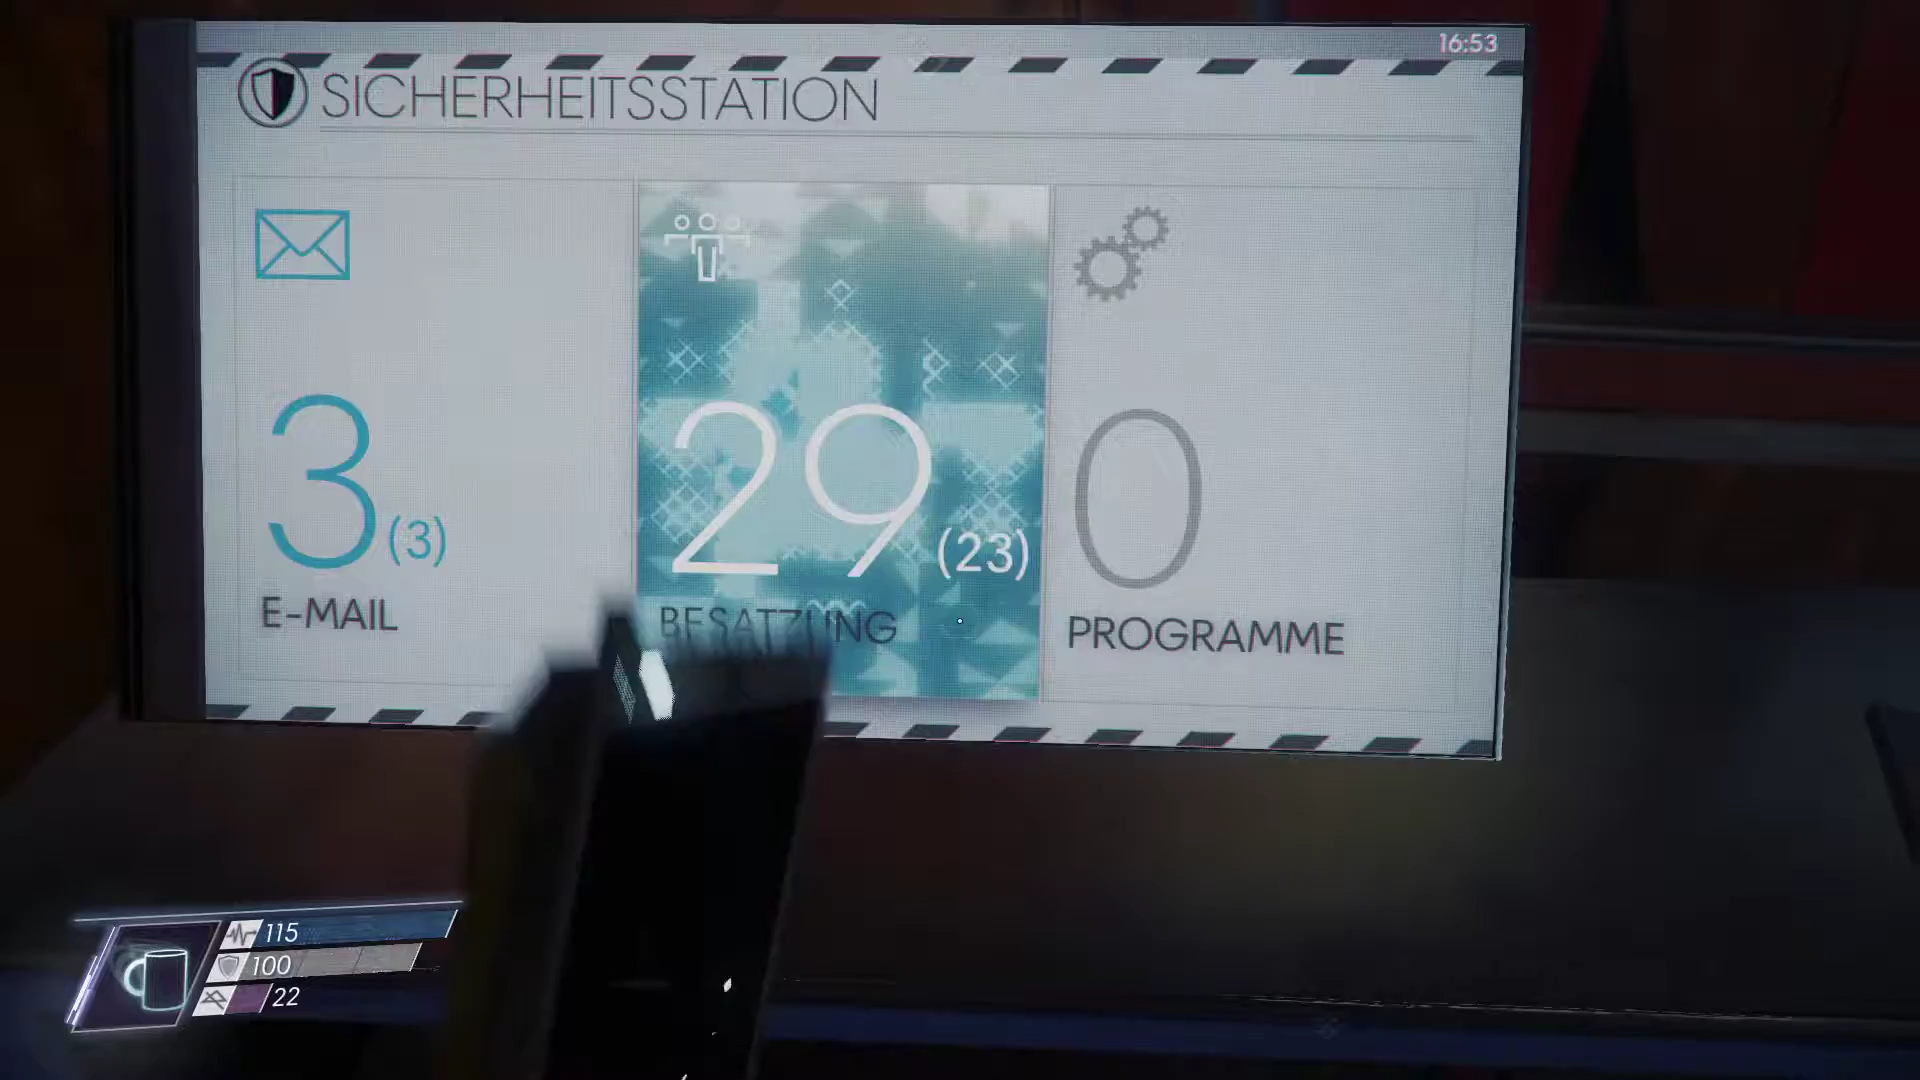 16:53
SICHERHEITSSTATION
3 (3)
E-MAIL
29 (23)
BESATZUNG
0
PROGRAMME
115
100
22